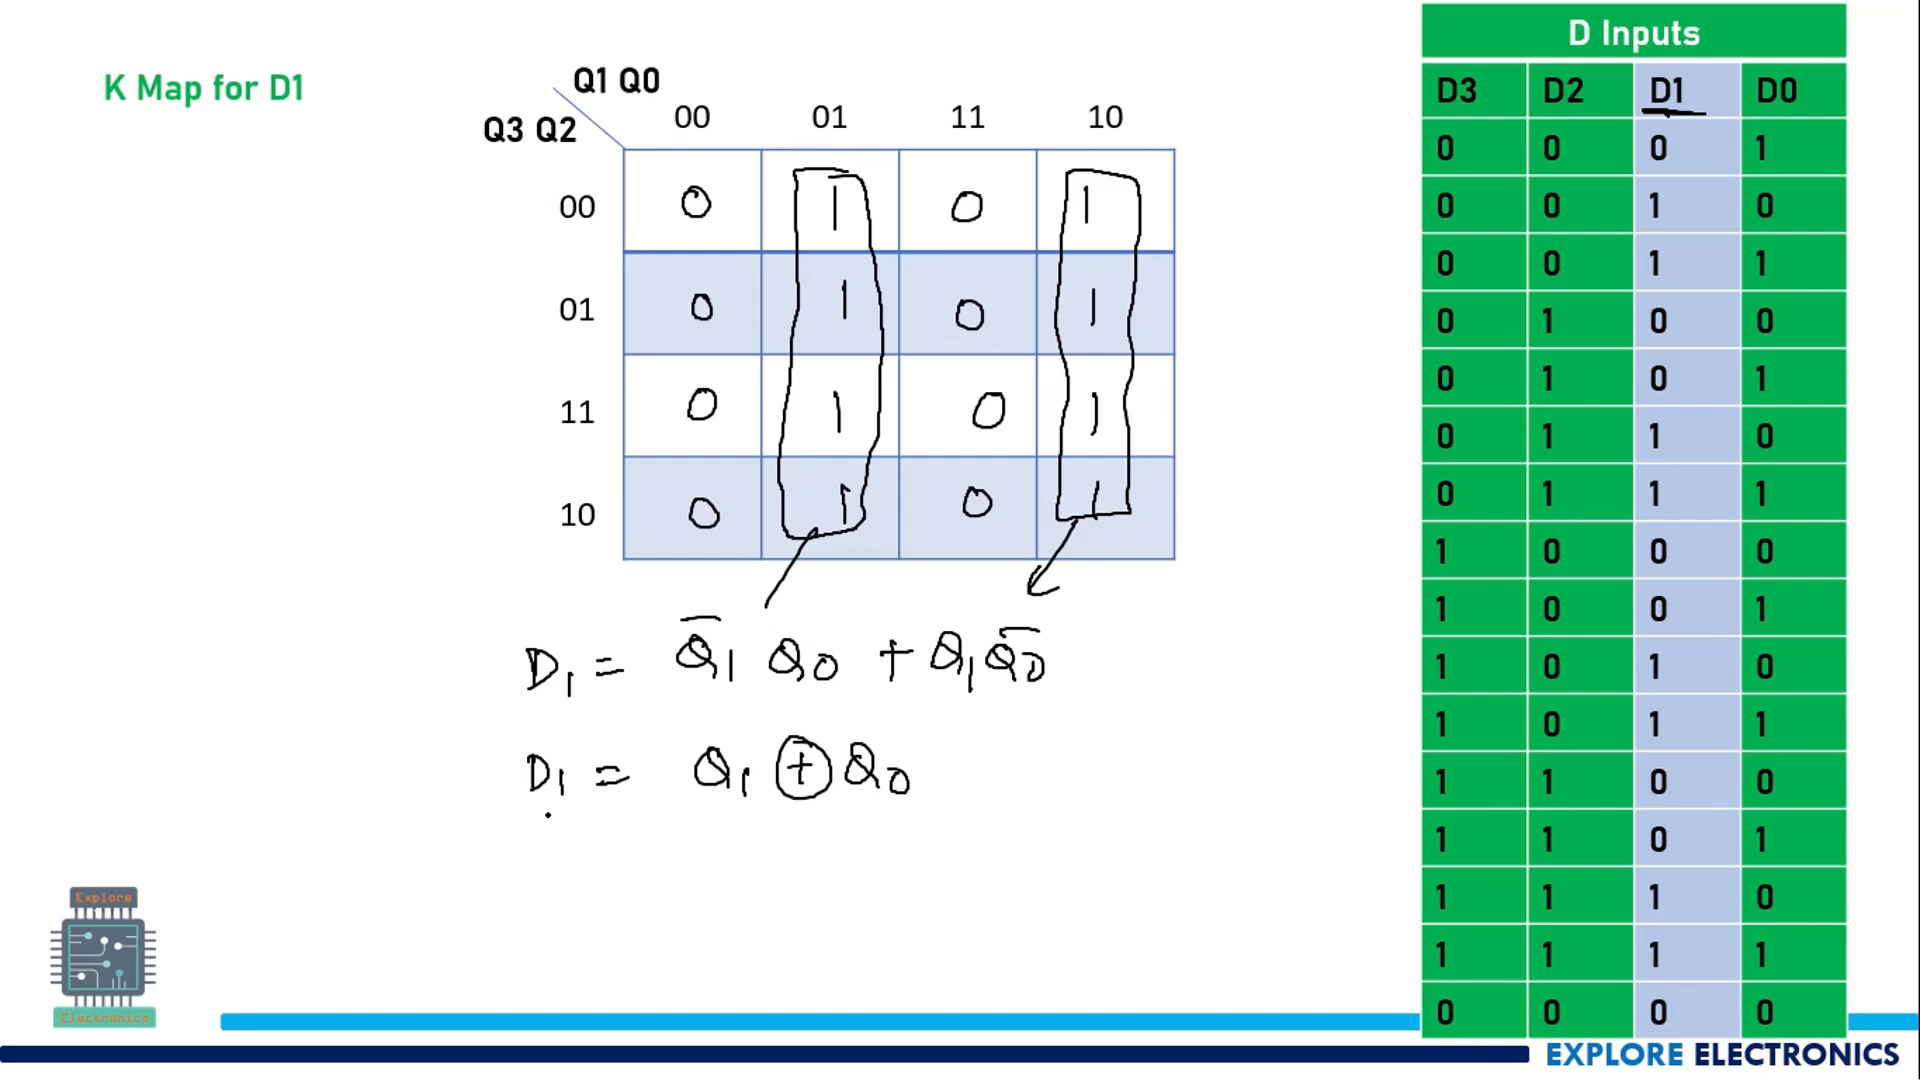 K Map for D1
Q1 Q0
Q3 Q2
00 01 11 10
00 0 1 0 1
01 0 1 0 1
11 0 1 0 1
10 0 1 0 1
D₁ = Q̅₁ Q₀ + Q₁Q̅₀
D₁ = Q₁ ⊕ Q₀
D Inputs
D3 D2 D1 D0
0 0 0 1
0 0 1 0
0 0 1 1
0 1 0 0
0 1 0 1
0 1 1 0
0 1 1 1
1 0 0 0
1 0 0 1
1 0 1 0
1 0 1 1
1 1 0 0
1 1 0 1
1 1 1 0
1 1 1 1
0 0 0 0
Explore
Electronics
EXPLORE ELECTRONICS